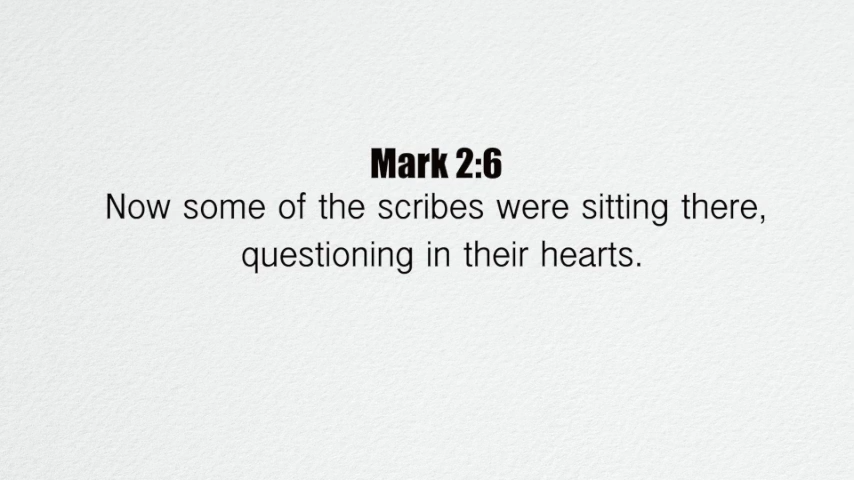 Mark 2:6
Now some of the scribes were sitting there,
questioning in their hearts.